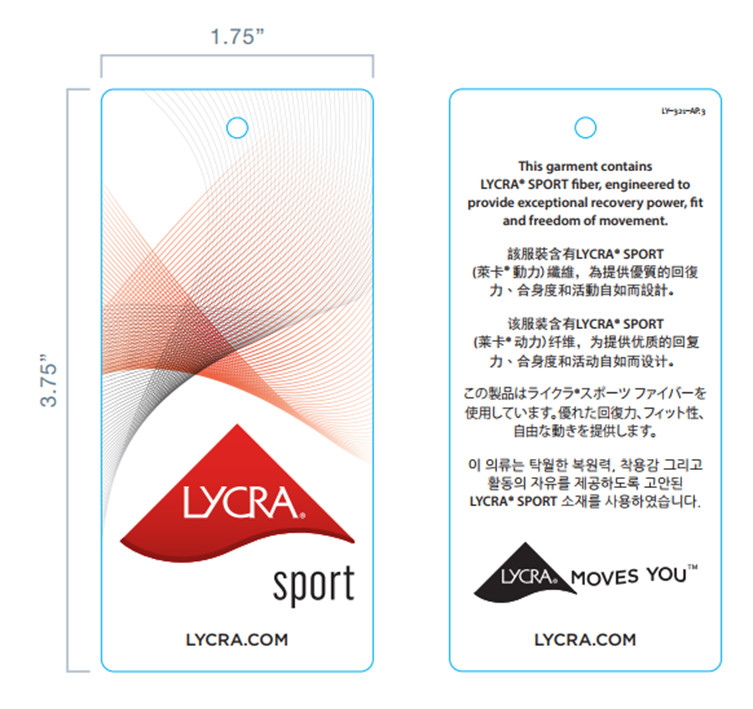 1.75”
3.75”
LYCRA®
sport
LYCRA.COM
LY-321-AP.3
This garment contains
LYCRA® SPORT fiber, engineered to
provide exceptional recovery power, fit
and freedom of movement.
該服裝含有LYCRA® SPORT
(萊卡® 動力) 纖維，為提供優質的回復
力、合身度和活動自如而設計。
该服装含有LYCRA® SPORT
(莱卡® 动力) 纤维，为提供优质的回复
力、合身度和活动自如而设计。
この製品はライクラ®スポーツ ファイバーを
使用しています。優れた回復力、フィット性、
自由な動きを提供します。
이 의류는 탁월한 복원력, 착용감 그리고
활동의 자유를 제공하도록 고안된
LYCRA® SPORT 소재를 사용하였습니다.
LYCRA® MOVES YOU™
LYCRA.COM